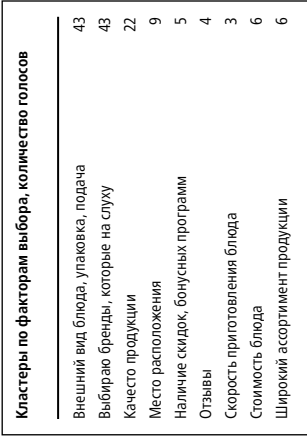 Кластеры по факторам выбора, количество голосов
Внешний вид блюда, упаковка, подача 43
Выбираю бренды, которые на слуху 43
Качесто продукции 22
Место расположения 9
Наличие скидок, бонусных программ 5
Отзывы 4
Скорость приготовления блюда 3
Стоимость блюда 6
Широкий ассортимент продукции 6